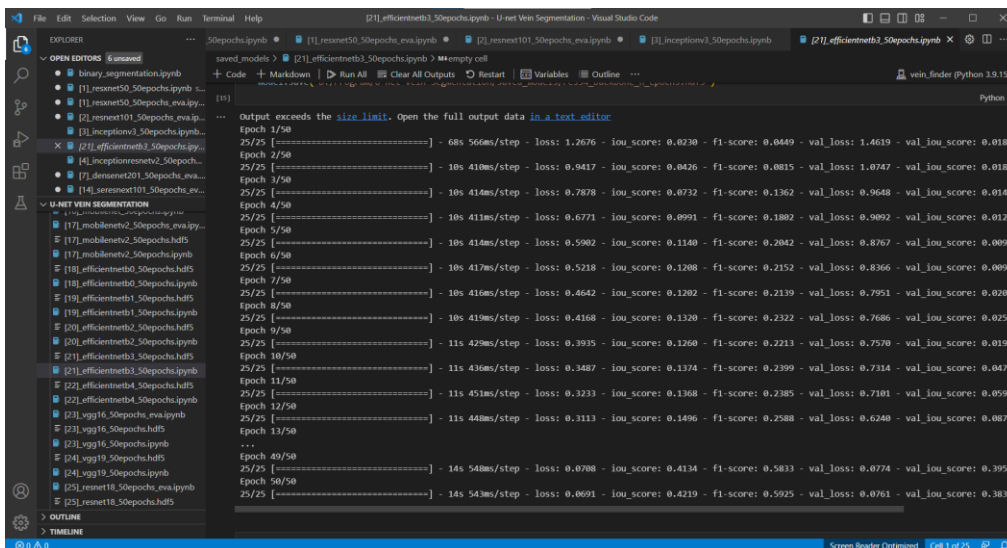 File Edit Selection View Go Run Terminal Help
[21]_efficientnetb3_50epochs.ipynb - U-net Vein Segmentation - Visual Studio Code
EXPLORER
OPEN EDITORS 6 unsaved
binary_segmentation.ipynb
[1]_resxnet50_50epochs.ipynb s...
[1]_resxnet50_50epochs_eva.ipy...
[2]_resnext101_50epochs_eva.ip...
[3]_inceptionv3_50epochs.ipynb...
[21]_efficientnetb3_50epochs.ipy...
[4]_inceptionresnetv2_50epoch...
[7]_densenet201_50epochs_eva....
[14]_seresnext101_50epochs_ev...
U-NET VEIN SEGMENTATION
[17]_mobilenetv2_50epochs_eva.ipy...
[17]_mobilenetv2_50epochs.hdf5
[17]_mobilenetv2_50epochs.ipynb
[18]_efficientnetb0_50epochs.hdf5
[18]_efficientnetb0_50epochs.ipynb
[19]_efficientnetb1_50epochs.hdf5
[19]_efficientnetb1_50epochs.ipynb
[20]_efficientnetb2_50epochs.hdf5
[20]_efficientnetb2_50epochs.ipynb
[21]_efficientnetb3_50epochs.hdf5
[21]_efficientnetb3_50epochs.ipynb
[22]_efficientnetb4_50epochs.hdf5
[22]_efficientnetb4_50epochs.ipynb
[23]_vgg16_50epochs_eva.ipynb
[23]_vgg16_50epochs.hdf5
[23]_vgg16_50epochs.ipynb
[24]_vgg19_50epochs.hdf5
[24]_vgg19_50epochs.ipynb
[25]_resnet18_50epochs_eva.ipynb
[25]_resnet18_50epochs.hdf5
OUTLINE
TIMELINE
_50epochs.ipynb [1]_resxnet50_50epochs_eva.ipynb [2]_resnext101_50epochs_eva.ipynb [3]_inceptionv3_50epochs.ipynb [21]_efficientnetb3_50epochs.ipynb
saved_models > [21]_efficientnetb3_50epochs.ipynb > M↓empty cell
+ Code + Markdown Run All Clear All Outputs Restart Variables Outline ... vein_finder (Python 3.9.15
[15] Python
... Output exceeds the size limit. Open the full output data in a text editor
Epoch 1/50
25/25 [==============================] - 68s 566ms/step - loss: 1.2676 - iou_score: 0.0230 - f1-score: 0.0449 - val_loss: 1.4619 - val_iou_score: 0.018
Epoch 2/50
25/25 [==============================] - 10s 410ms/step - loss: 0.9417 - iou_score: 0.0426 - f1-score: 0.0815 - val_loss: 1.0747 - val_iou_score: 0.018
Epoch 3/50
25/25 [==============================] - 10s 414ms/step - loss: 0.7878 - iou_score: 0.0732 - f1-score: 0.1362 - val_loss: 0.9648 - val_iou_score: 0.014
Epoch 4/50
25/25 [==============================] - 10s 411ms/step - loss: 0.6771 - iou_score: 0.0991 - f1-score: 0.1802 - val_loss: 0.9092 - val_iou_score: 0.012
Epoch 5/50
25/25 [==============================] - 10s 414ms/step - loss: 0.5902 - iou_score: 0.1140 - f1-score: 0.2042 - val_loss: 0.8767 - val_iou_score: 0.009
Epoch 6/50
25/25 [==============================] - 10s 417ms/step - loss: 0.5218 - iou_score: 0.1208 - f1-score: 0.2152 - val_loss: 0.8366 - val_iou_score: 0.009
Epoch 7/50
25/25 [==============================] - 10s 416ms/step - loss: 0.4642 - iou_score: 0.1202 - f1-score: 0.2139 - val_loss: 0.7951 - val_iou_score: 0.020
Epoch 8/50
25/25 [==============================] - 10s 419ms/step - loss: 0.4168 - iou_score: 0.1320 - f1-score: 0.2322 - val_loss: 0.7686 - val_iou_score: 0.025
Epoch 9/50
25/25 [==============================] - 11s 429ms/step - loss: 0.3935 - iou_score: 0.1260 - f1-score: 0.2213 - val_loss: 0.7570 - val_iou_score: 0.019
Epoch 10/50
25/25 [==============================] - 11s 436ms/step - loss: 0.3487 - iou_score: 0.1374 - f1-score: 0.2399 - val_loss: 0.7314 - val_iou_score: 0.047
Epoch 11/50
25/25 [==============================] - 11s 451ms/step - loss: 0.3233 - iou_score: 0.1368 - f1-score: 0.2385 - val_loss: 0.7101 - val_iou_score: 0.059
Epoch 12/50
25/25 [==============================] - 11s 448ms/step - loss: 0.3113 - iou_score: 0.1496 - f1-score: 0.2588 - val_loss: 0.6240 - val_iou_score: 0.087
Epoch 13/50
...
Epoch 49/50
25/25 [==============================] - 14s 548ms/step - loss: 0.0708 - iou_score: 0.4134 - f1-score: 0.5833 - val_loss: 0.0774 - val_iou_score: 0.395
Epoch 50/50
25/25 [==============================] - 14s 543ms/step - loss: 0.0691 - iou_score: 0.4219 - f1-score: 0.5925 - val_loss: 0.0761 - val_iou_score: 0.383
0 0 Screen Reader Optimized Cell 1 of 25